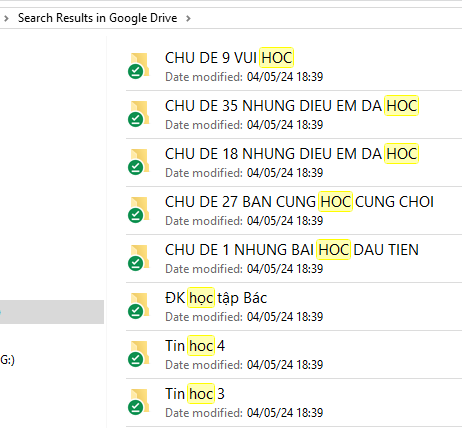 Search Results in Google Drive
CHU DE 9 VUI HOC
Date modified: 04/05/24 18:39
CHU DE 35 NHUNG DIEU EM DA HOC
Date modified: 04/05/24 18:39
CHU DE 18 NHUNG DIEU EM DA HOC
Date modified: 04/05/24 18:39
CHU DE 27 BAN CUNG HOC CUNG CHOI
Date modified: 04/05/24 18:39
CHU DE 1 NHUNG BAI HOC DAU TIEN
Date modified: 04/05/24 18:39
ĐK học tập Bác
Date modified: 04/05/24 18:39
Tin hoc 4
Date modified: 04/05/24 18:39
G:)
Tin hoc 3
Date modified: 04/05/24 18:39